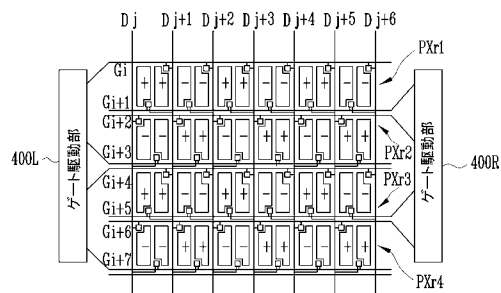 Dj Dj+1 Dj+2 Dj+3 Dj+4 Dj+5 Dj+6
Gi
PXr1
+ + − − + + − − + + − −
Gi+1
Gi+2
PXr2
− − + + − − + + − − + +
Gi+3
400L
ゲート駆動部
ゲート駆動部
400R
Gi+4
PXr3
+ + − − + + − − + + − −
Gi+5
Gi+6
− − + + − − + + − − + +
Gi+7
PXr4